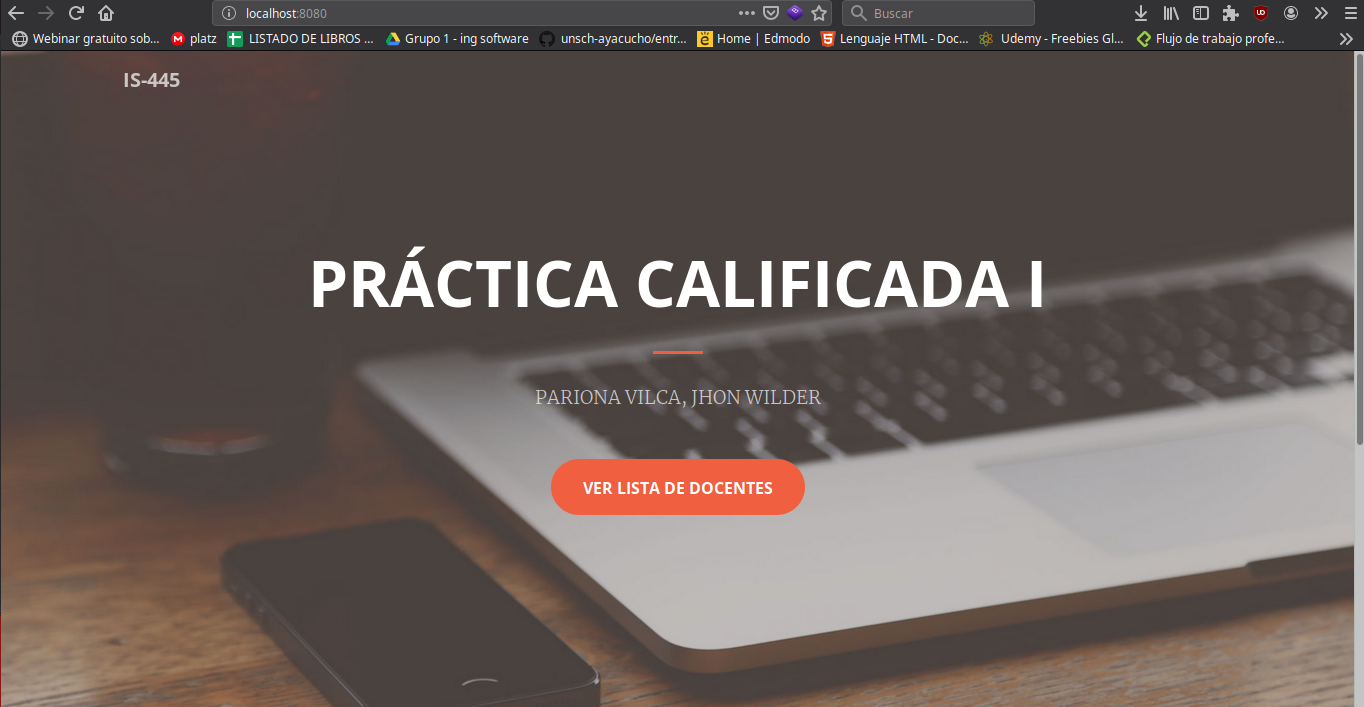 localhost:8080
Buscar
Webinar gratuito sob...
platz
LISTADO DE LIBROS ...
Grupo 1 - ing software
unsch-ayacucho/entr...
Home | Edmodo
Lenguaje HTML - Doc...
Udemy - Freebies Gl...
Flujo de trabajo profe...
IS-445
PRÁCTICA CALIFICADA I
PARIONA VILCA, JHON WILDER
VER LISTA DE DOCENTES